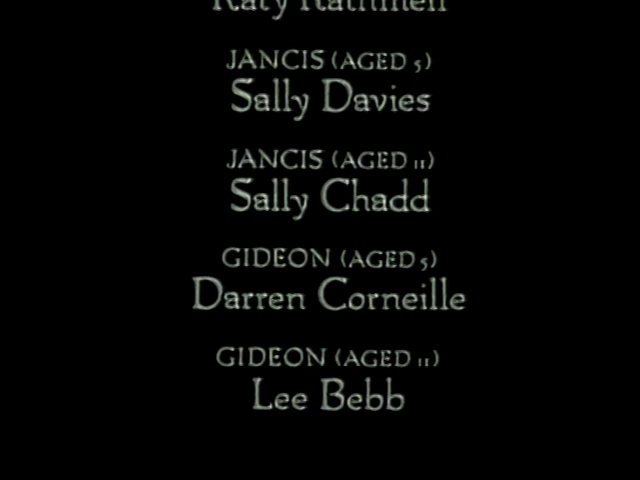 JANCIS (AGED 5)
Sally Davies
JANCIS (AGED 11)
Sally Chadd
GIDEON (AGED 5)
Darren Corneille
GIDEON (AGED 11)
Lee Bebb